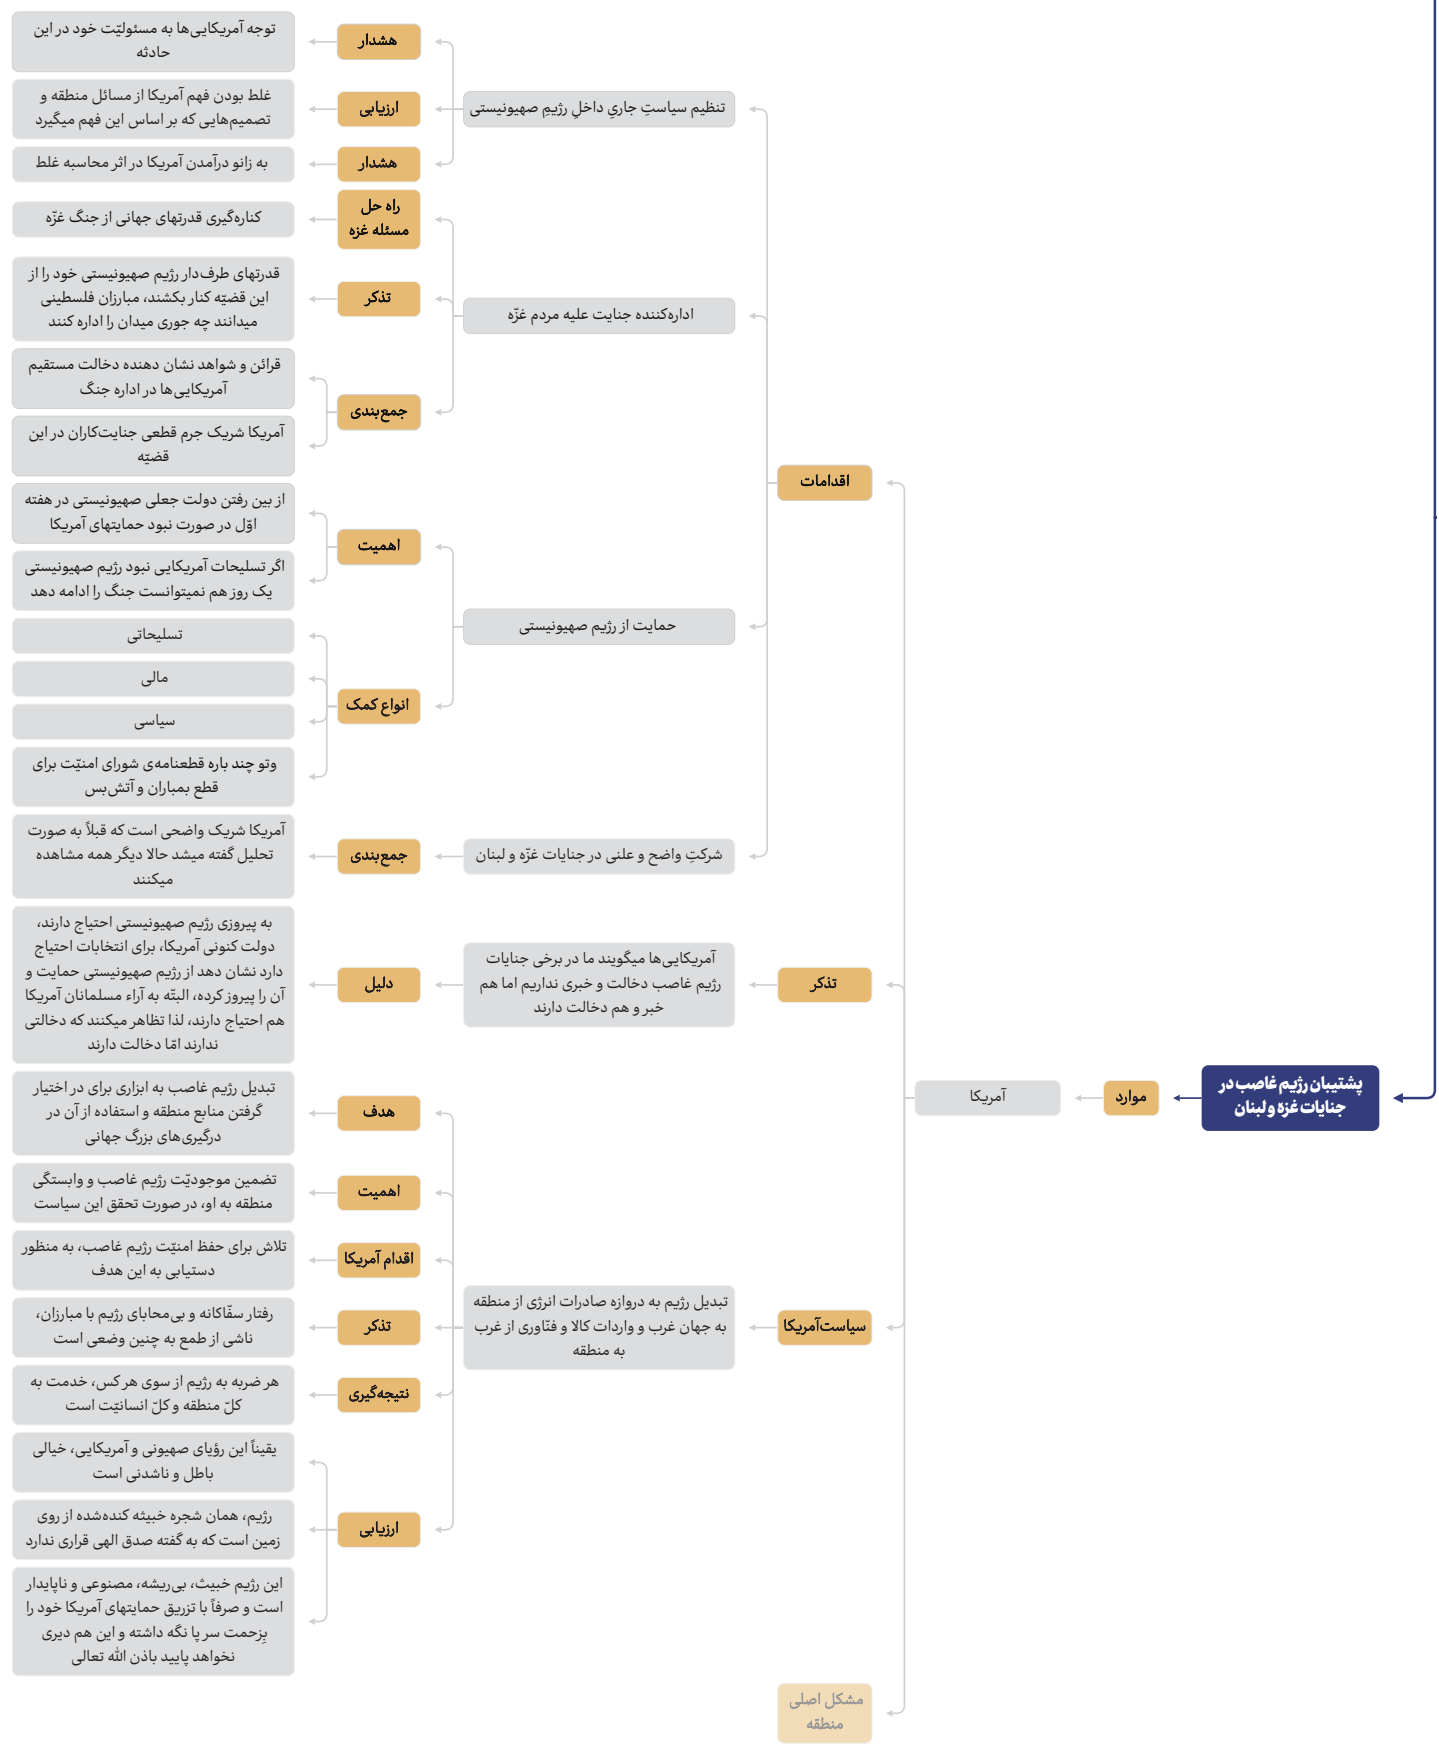 پشتیبان رژیم غاصب در
جنایات غزه و لبنان
موارد
آمریکا
اقدامات
تنظیم سیاستِ جاریِ داخلِ رژیمِ صهیونیستی
هشدار
توجه آمریکایی‌ها به مسئولیّت خود در این
حادثه
ارزیابی
غلط بودن فهم آمریکا از مسائل منطقه و
تصمیم‌هایی که بر اساس این فهم میگیرد
هشدار
به زانو درآمدن آمریکا در اثر محاسبه غلط
اداره‌کننده جنایت علیه مردم غزّه
راه حل
مسئله غزه
کناره‌گیری قدرتهای جهانی از جنگ غزّه
تذکر
قدرتهای طرف‌دار رژیم صهیونیستی خود را از
این قضیّه کنار بکشند، مبارزان فلسطینی
میدانند چه جوری میدان را اداره کنند
جمع‌بندی
قرائن و شواهد نشان دهنده دخالت مستقیم
آمریکایی‌ها در اداره جنگ
آمریکا شریک جرم قطعی جنایت‌کاران در این
قضیّه
حمایت از رژیم صهیونیستی
اهمیت
از بین رفتن دولت جعلی صهیونیستی در هفته
اوّل در صورت نبود حمایتهای آمریکا
اگر تسلیحات آمریکایی نبود رژیم صهیونیستی
یک روز هم نمیتوانست جنگ را ادامه دهد
انواع کمک
تسلیحاتی
مالی
سیاسی
وتو چند باره قطعنامه‌ی شورای امنیّت برای
قطع بمباران و آتش‌بس
شرکتِ واضح و علنی در جنایات غزّه و لبنان
جمع‌بندی
آمریکا شریک واضحی است که قبلاً به صورت
تحلیل گفته میشد حالا دیگر همه مشاهده
میکنند
تذکر
آمریکایی‌ها میگویند ما در برخی جنایات
رژیم غاصب دخالت و خبری نداریم اما هم
خبر و هم دخالت دارند
دلیل
به پیروزی رژیم صهیونیستی احتیاج دارند،
دولت کنونی آمریکا، برای انتخابات احتیاج
دارد نشان دهد از رژیم صهیونیستی حمایت و
آن را پیروز کرده، البتّه به آراء مسلمانان آمریکا
هم احتیاج دارند، لذا تظاهر میکنند که دخالتی
ندارند امّا دخالت دارند
سیاست‌آمریکا
تبدیل رژیم به دروازه صادرات انرژی از منطقه
به جهان غرب و واردات کالا و فنّاوری از غرب
به منطقه
هدف
تبدیل رژیم غاصب به ابزاری برای در اختیار
گرفتن منابع منطقه و استفاده از آن در
درگیری‌های بزرگ جهانی
اهمیت
تضمین موجودیّت رژیم غاصب و وابستگی
منطقه به او، در صورت تحقق این سیاست
اقدام آمریکا
تلاش برای حفظ امنیّت رژیم غاصب، به منظور
دستیابی به این هدف
تذکر
رفتار سفّاکانه و بی‌محابای رژیم با مبارزان،
ناشی از طمع به چنین وضعی است
نتیجه‌گیری
هر ضربه به رژیم از سوی هر کس، خدمت به
کلّ منطقه و کلّ انسانیّت است
ارزیابی
یقیناً این رؤیای صهیونی و آمریکایی، خیالی
باطل و ناشدنی است
رژیم، همان شجره خبیثه کنده‌شده از روی
زمین است که به گفته صدق الهی قراری ندارد
این رژیم خبیث، بی‌ریشه، مصنوعی و ناپایدار
است و صرفاً با تزریق حمایتهای آمریکا خود را
بِزحمت سر پا نگه داشته و این هم دیری
نخواهد پایید باذن الله تعالی
مشکل اصلی
منطقه